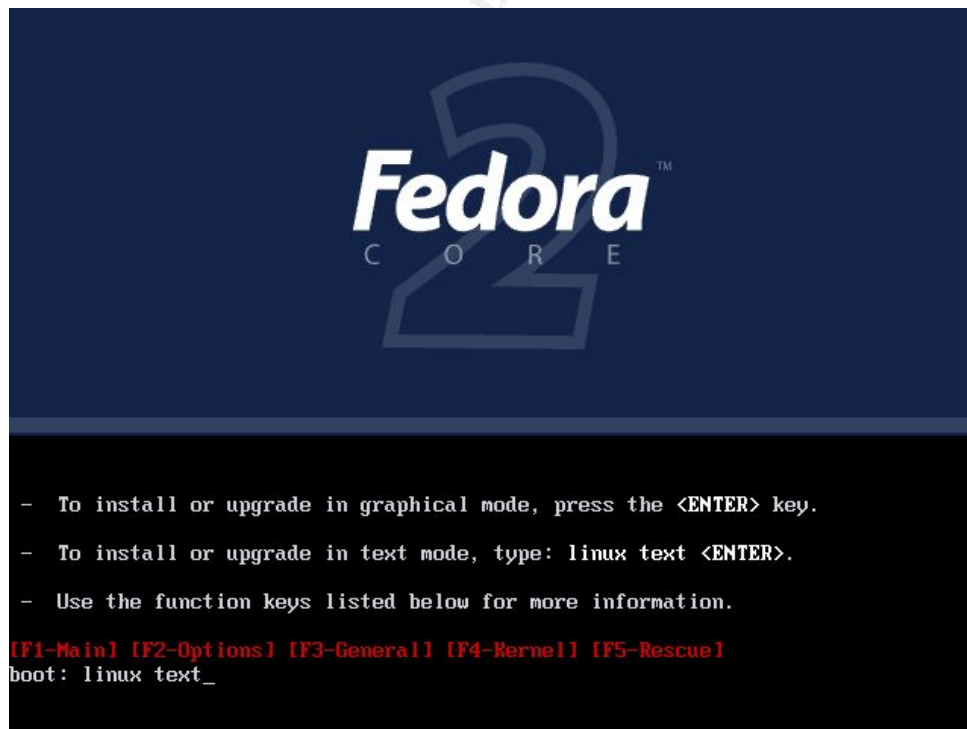 2
Fedora™
CORE
- To install or upgrade in graphical mode, press the <ENTER> key.
- To install or upgrade in text mode, type: linux text <ENTER>.
- Use the function keys listed below for more information.
[F1-Main] [F2-Options] [F3-General] [F4-Kernel] [F5-Rescue]
boot: linux text_